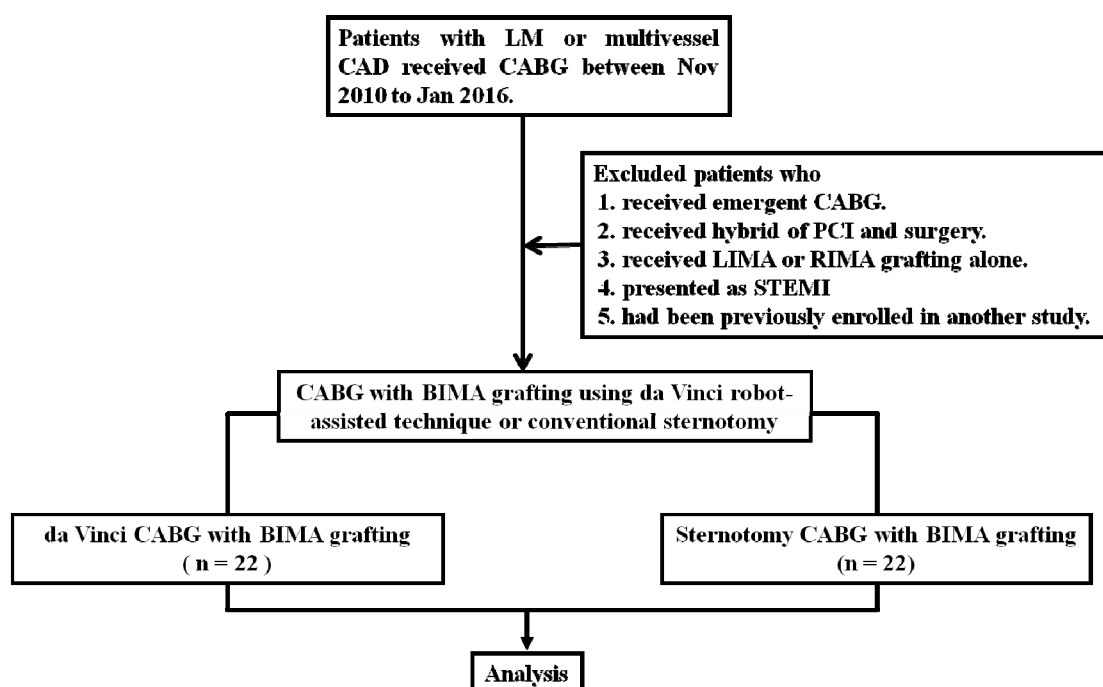 Patients with LM or multivessel
CAD received CABG between Nov
2010 to Jan 2016.
Excluded patients who
1. received emergent CABG.
2. received hybrid of PCI and surgery.
3. received LIMA or RIMA grafting alone.
4. presented as STEMI
5. had been previously enrolled in another study.
CABG with BIMA grafting using da Vinci robot-
assisted technique or conventional sternotomy
da Vinci CABG with BIMA grafting
( n = 22 )
Sternotomy CABG with BIMA grafting
(n = 22)
Analysis